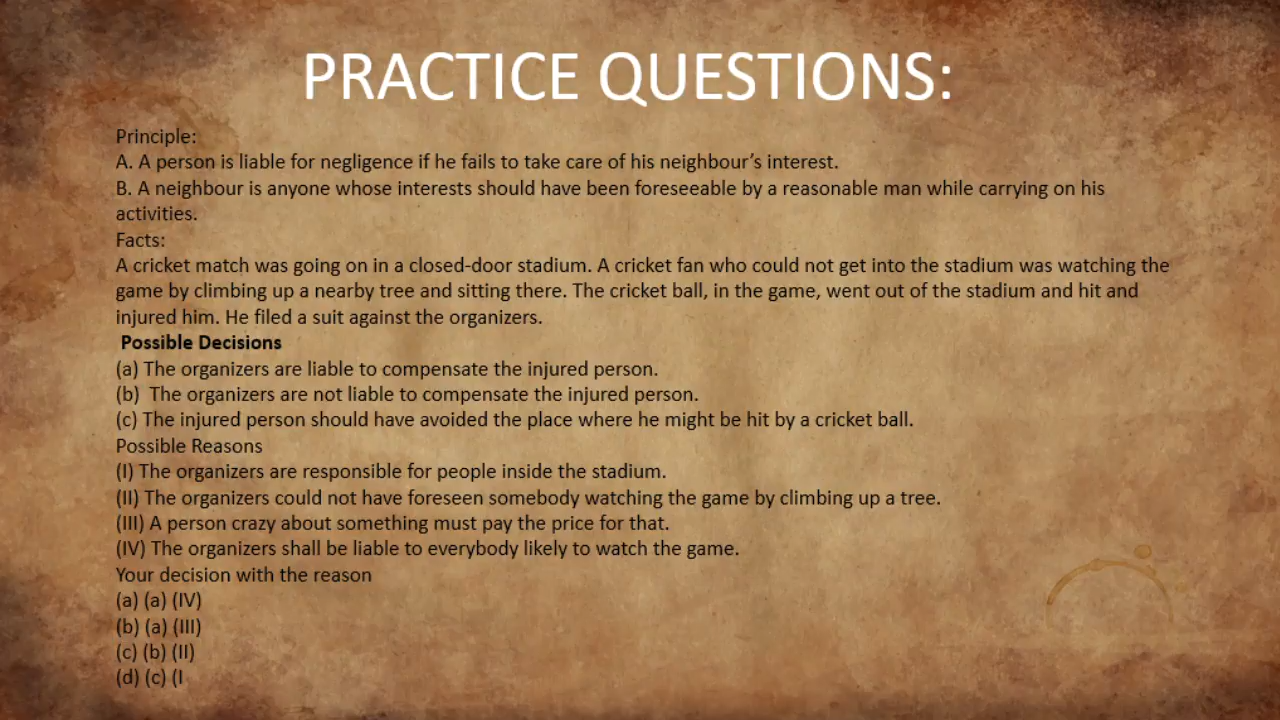 PRACTICE QUESTIONS:
Principle:
A. A person is liable for negligence if he fails to take care of his neighbour’s interest.
B. A neighbour is anyone whose interests should have been foreseeable by a reasonable man while carrying on his
activities.
Facts:
A cricket match was going on in a closed-door stadium. A cricket fan who could not get into the stadium was watching the
game by climbing up a nearby tree and sitting there. The cricket ball, in the game, went out of the stadium and hit and
injured him. He filed a suit against the organizers.
Possible Decisions
(a) The organizers are liable to compensate the injured person.
(b) The organizers are not liable to compensate the injured person.
(c) The injured person should have avoided the place where he might be hit by a cricket ball.
Possible Reasons
(I) The organizers are responsible for people inside the stadium.
(II) The organizers could not have foreseen somebody watching the game by climbing up a tree.
(III) A person crazy about something must pay the price for that.
(IV) The organizers shall be liable to everybody likely to watch the game.
Your decision with the reason
(a) (a) (IV)
(b) (a) (III)
(c) (b) (II)
(d) (c) (I